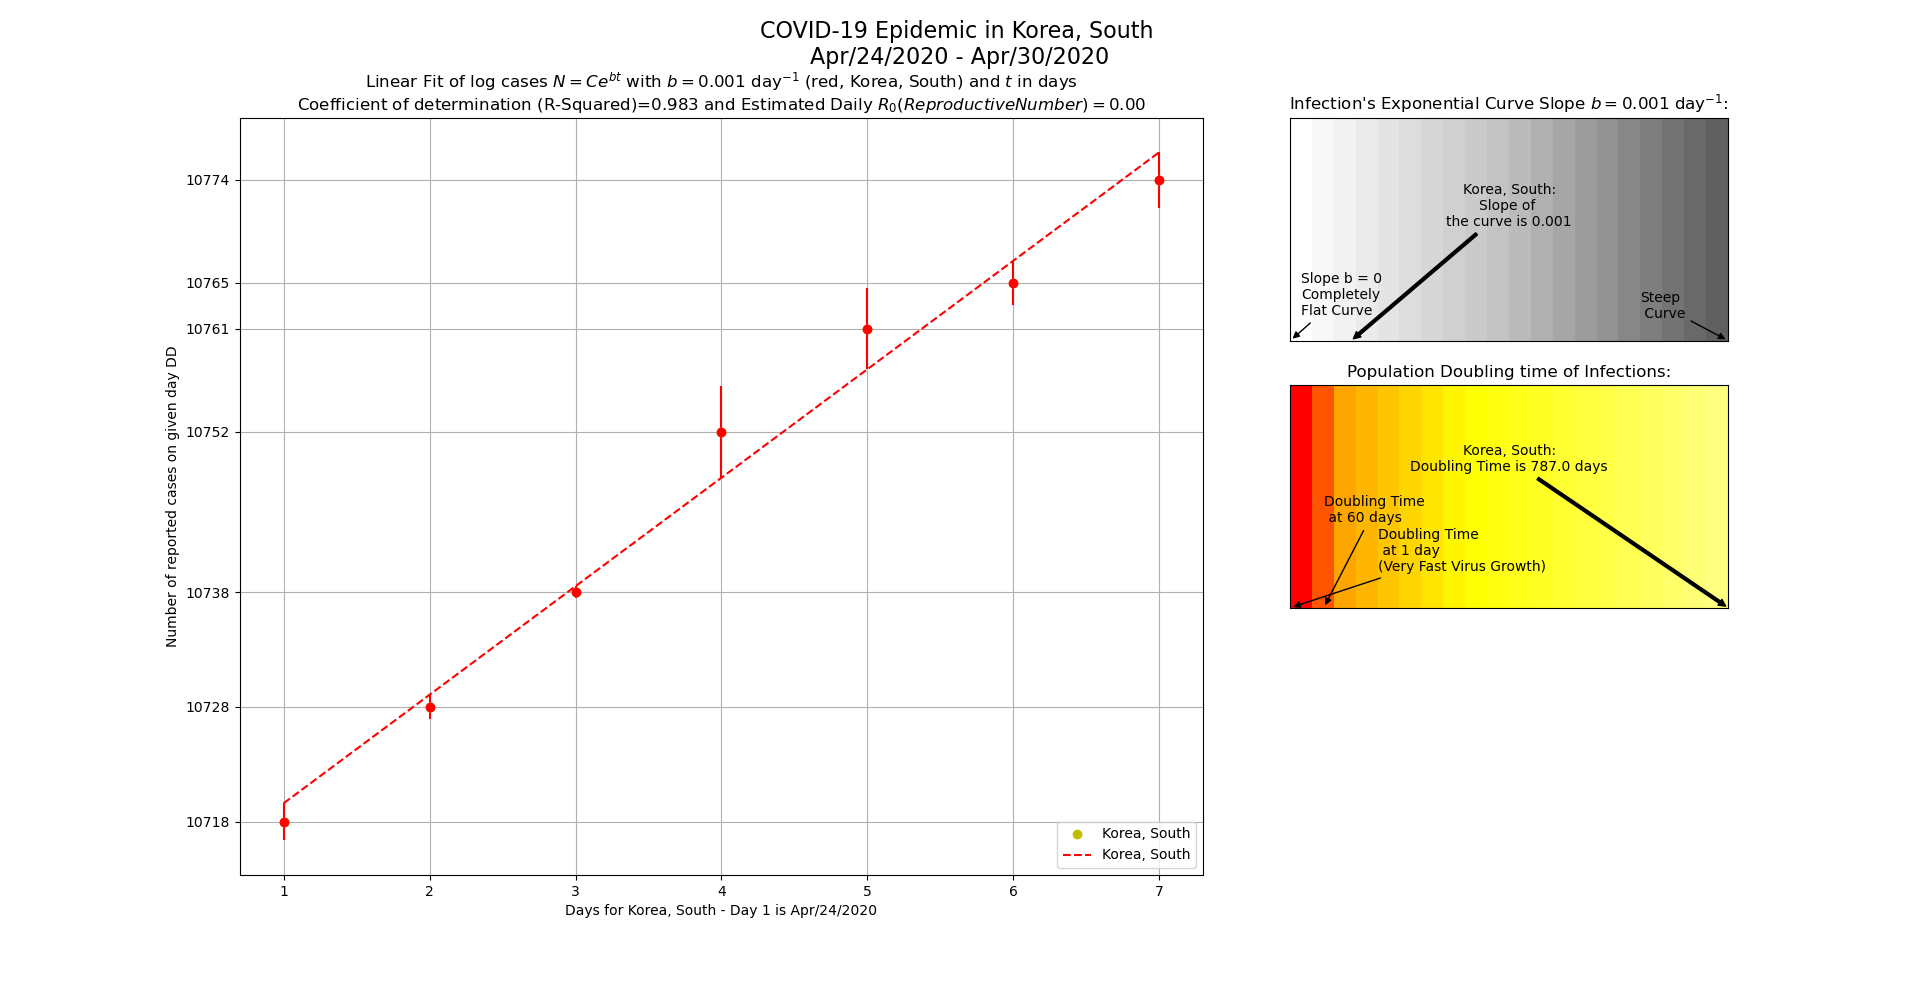 COVID-19 Epidemic in Korea, South
Apr/24/2020 - Apr/30/2020
Linear Fit of log cases N = Ce^{bt} with b = 0.001 day^{−1} (red, Korea, South) and t in days
Coefficient of determination (R-Squared)=0.983 and Estimated Daily R_0(ReproductiveNumber) = 0.00
Number of reported cases on given day DD
10774
10765
10761
10752
10738
10728
10718
1 2 3 4 5 6 7
Days for Korea, South - Day 1 is Apr/24/2020
Korea, South
Korea, South
Infection's Exponential Curve Slope b = 0.001 day^{−1}:
Korea, South:
Slope of
the curve is 0.001
Slope b = 0
Completely
Flat Curve
Steep
Curve
Population Doubling time of Infections:
Korea, South:
Doubling Time is 787.0 days
Doubling Time
at 60 days
Doubling Time
at 1 day
(Very Fast Virus Growth)